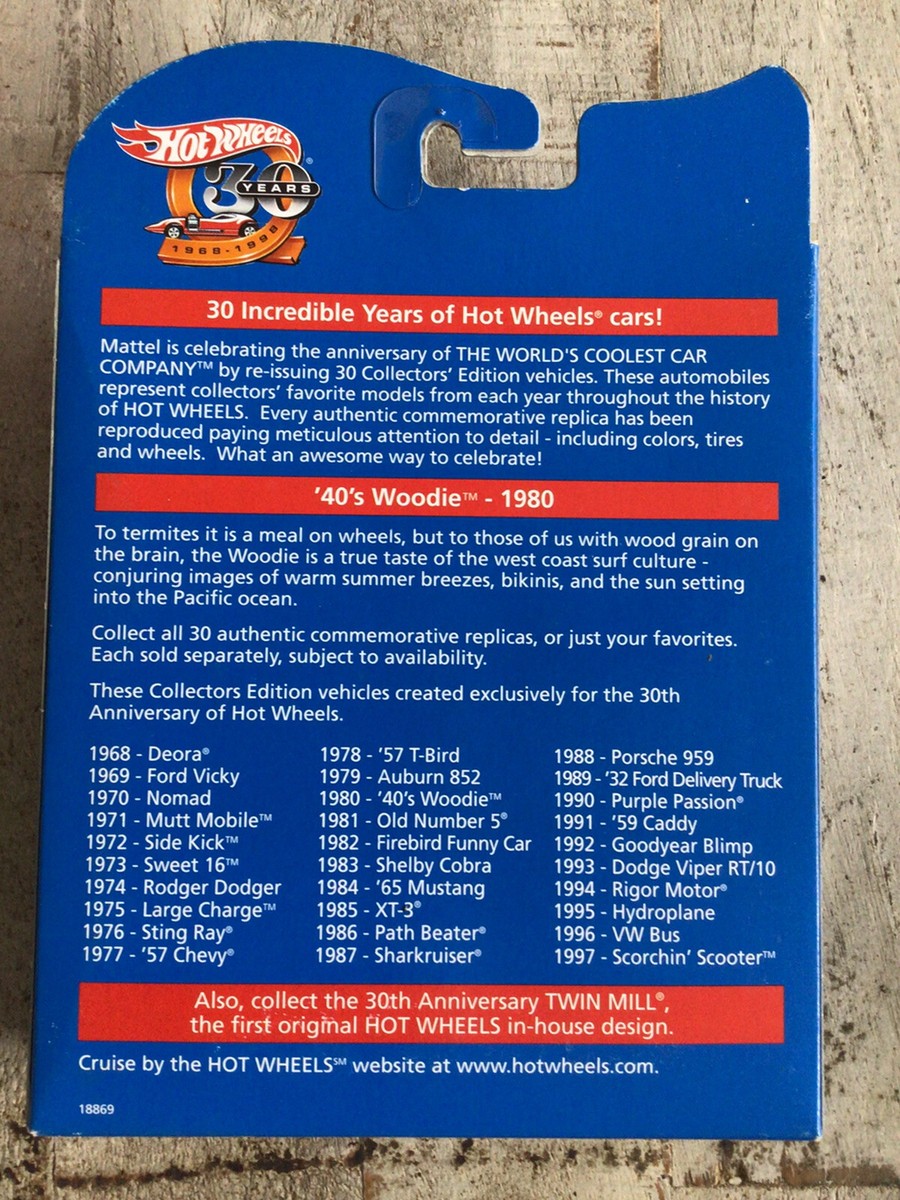 Hot Wheels®
30
YEARS
1968-1998
30 Incredible Years of Hot Wheels® cars!
Mattel is celebrating the anniversary of THE WORLD'S COOLEST CAR
COMPANY™ by re-issuing 30 Collectors' Edition vehicles. These automobiles
represent collectors' favorite models from each year throughout the history
of HOT WHEELS. Every authentic commemorative replica has been
reproduced paying meticulous attention to detail - including colors, tires
and wheels. What an awesome way to celebrate!
'40's Woodie™ - 1980
To termites it is a meal on wheels, but to those of us with wood grain on
the brain, the Woodie is a true taste of the west coast surf culture -
conjuring images of warm summer breezes, bikinis, and the sun setting
into the Pacific ocean.
Collect all 30 authentic commemorative replicas, or just your favorites.
Each sold separately, subject to availability.
These Collectors Edition vehicles created exclusively for the 30th
Anniversary of Hot Wheels.
1968 - Deora®
1969 - Ford Vicky
1970 - Nomad
1971 - Mutt Mobile™
1972 - Side Kick™
1973 - Sweet 16™
1974 - Rodger Dodger
1975 - Large Charge™
1976 - Sting Ray®
1977 - '57 Chevy®
1978 - '57 T-Bird
1979 - Auburn 852
1980 - '40's Woodie™
1981 - Old Number 5®
1982 - Firebird Funny Car
1983 - Shelby Cobra
1984 - '65 Mustang
1985 - XT-3®
1986 - Path Beater®
1987 - Sharkruiser®
1988 - Porsche 959
1989 - '32 Ford Delivery Truck
1990 - Purple Passion®
1991 - '59 Caddy
1992 - Goodyear Blimp
1993 - Dodge Viper RT/10
1994 - Rigor Motor®
1995 - Hydroplane
1996 - VW Bus
1997 - Scorchin' Scooter™
Also, collect the 30th Anniversary TWIN MILL®,
the first original HOT WHEELS in-house design.
Cruise by the HOT WHEELS℠ website at www.hotwheels.com.
18869